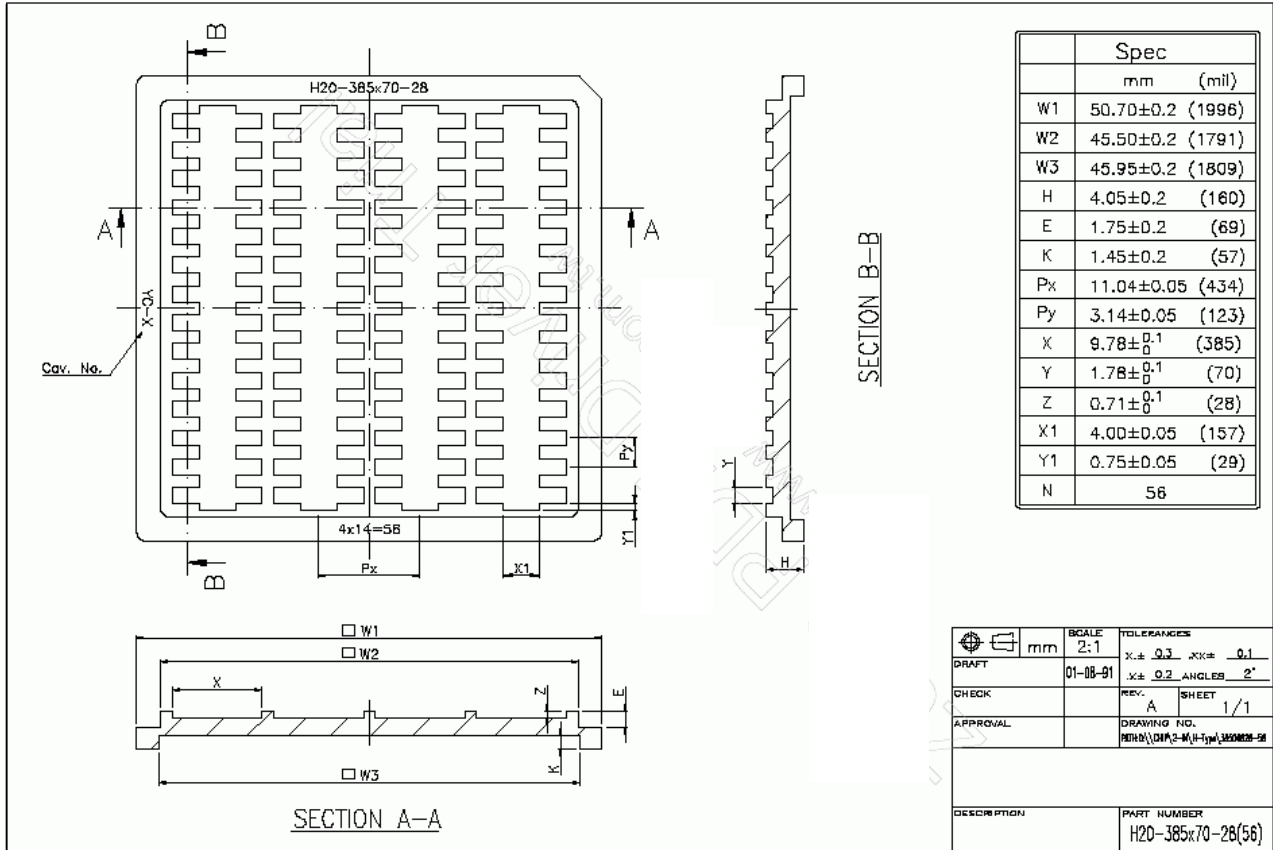 B
H20-385x70-28
A
A
X-QY
Cav. No.
Py
Y1
4x14=56
Px
X1
B
Y
H
SECTION B-B
□ W1
□ W2
X
Z
E
K
□ W3
SECTION A-A
Spec
mm (mil)
W1 50.70±0.2 (1996)
W2 45.50±0.2 (1791)
W3 45.95±0.2 (1809)
H 4.05±0.2 (160)
E 1.75±0.2 (69)
K 1.45±0.2 (57)
Px 11.04±0.05 (434)
Py 3.14±0.05 (123)
X 9.78±0.1 0 (385)
Y 1.78±0.1 0 (70)
Z 0.71±0.1 0 (28)
X1 4.00±0.05 (157)
Y1 0.75±0.05 (29)
N 56
mm SCALE 2:1 TOLERANCES
X.± 0.3 .XX± 0.1
.X± 0.2 ANGLES 2°
DRAFT 01-08-91
CHECK REV. A SHEET 1/1
APPROVAL DRAWING NO.
DESCRIPTION PART NUMBER
H20-385x70-28(56)
PDF Driver Trial